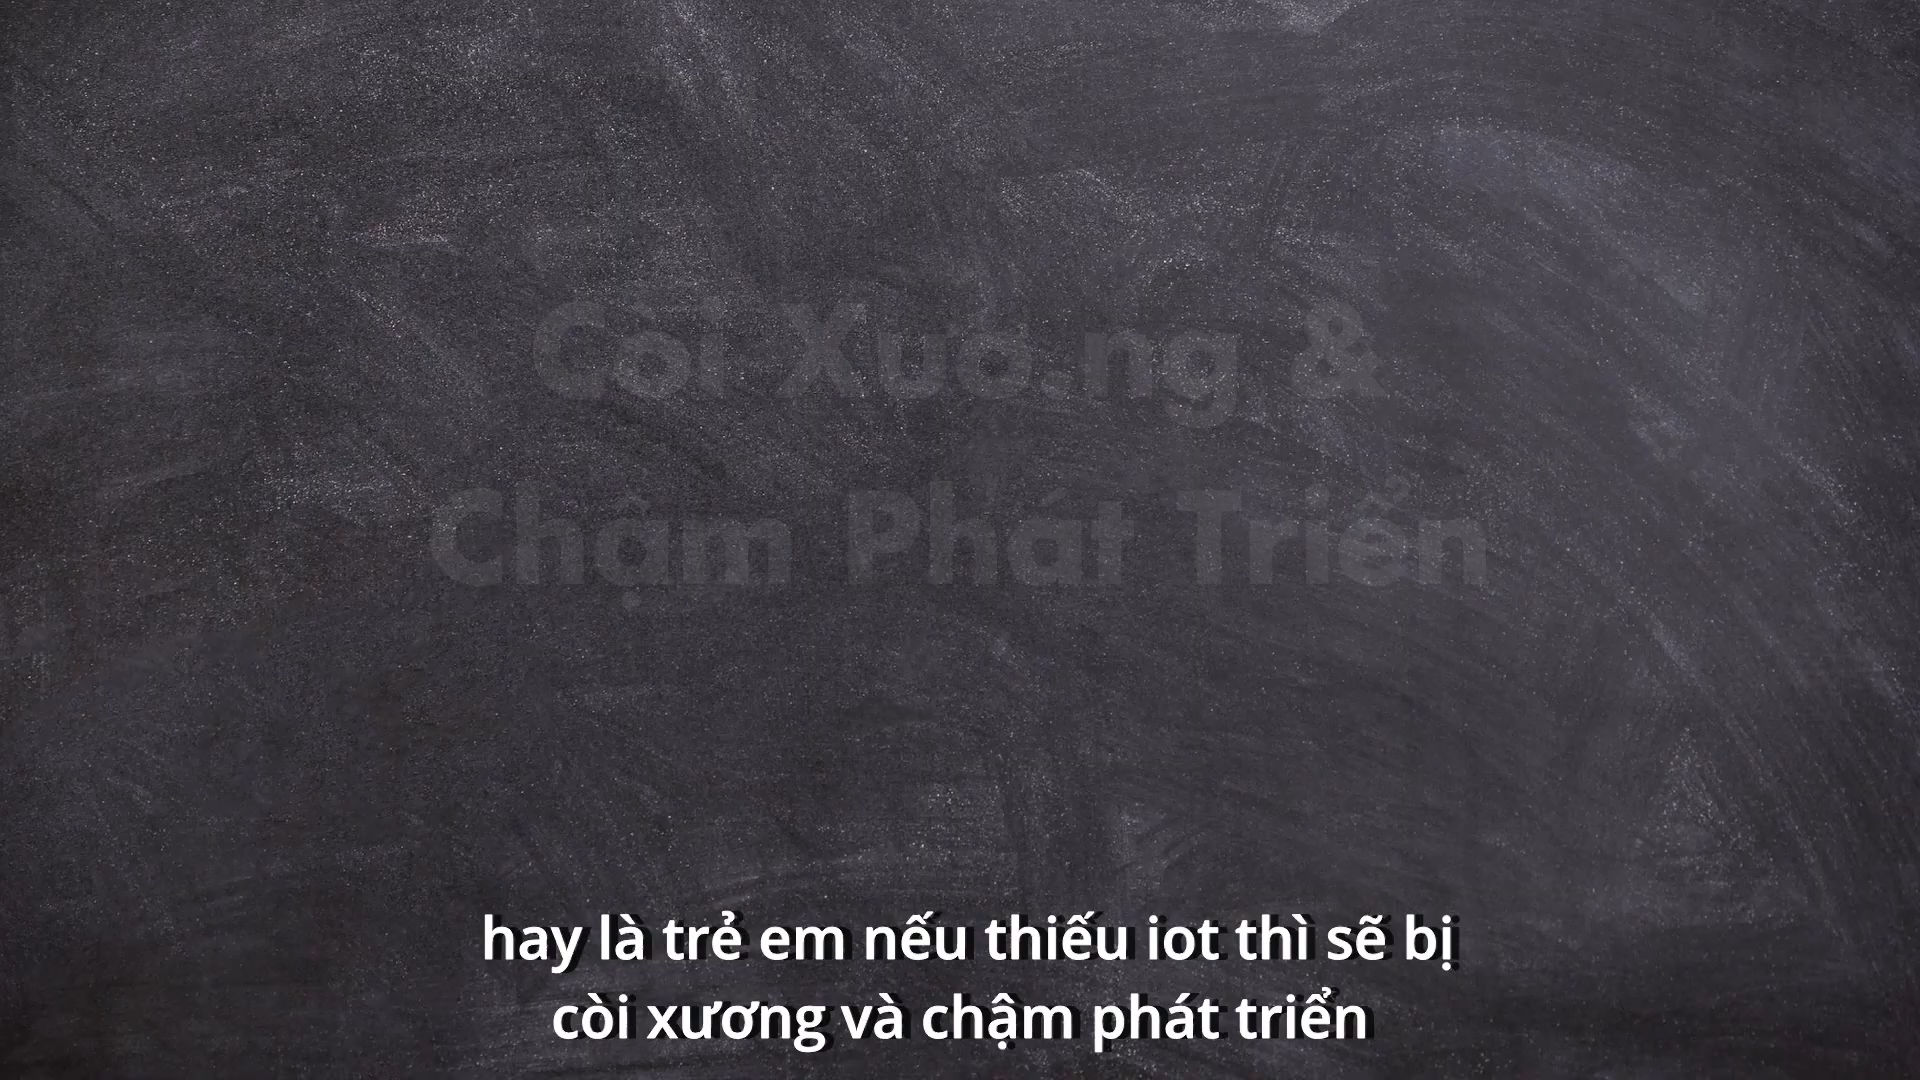 Còi Xương &
Chậm Phát Triển
hay là trẻ em nếu thiếu iot thì sẽ bị
còi xương và chậm phát triển